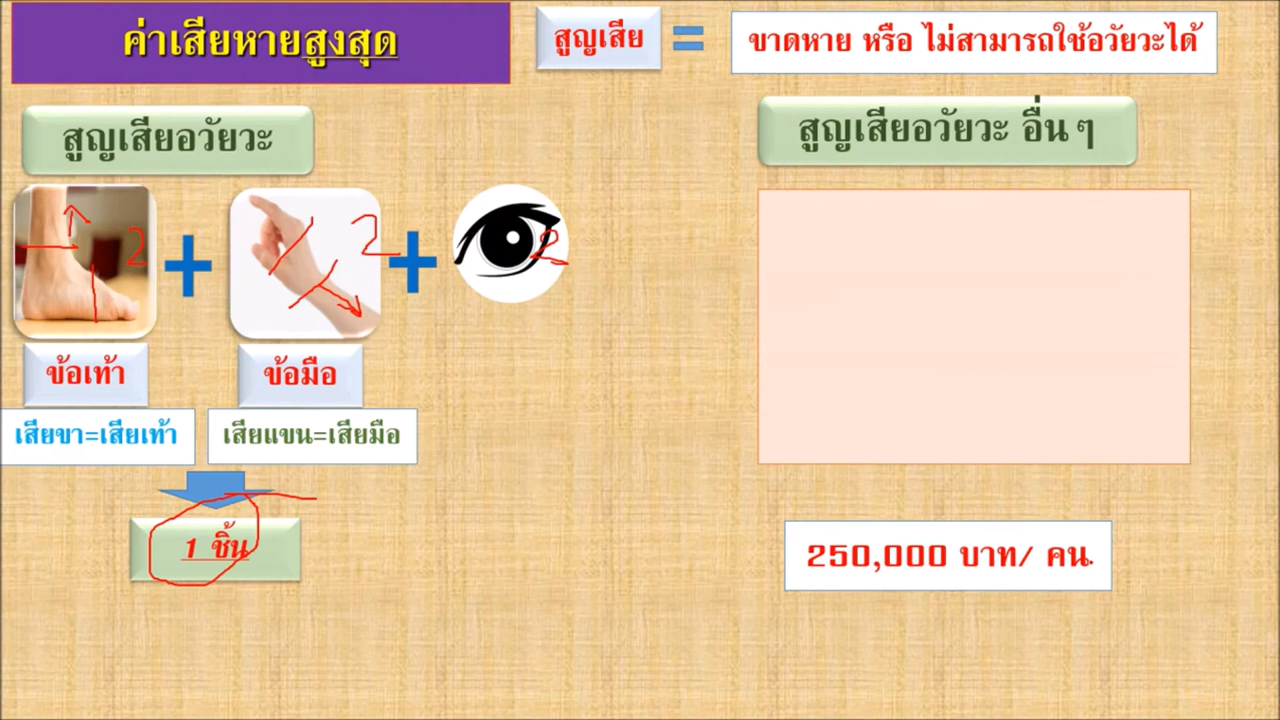 ค่าเสียหายสูงสุด
สูญเสีย = ขาดหาย หรือ ไม่สามารถใช้อวัยวะได้
สูญเสียอวัยวะ
สูญเสียอวัยวะ อื่นๆ
2 + 2 + 2
ข้อเท้า
ข้อมือ
เสียขา=เสียเท้า
เสียแขน=เสียมือ
1 ชิ้น
250,000 บาท/ คน.